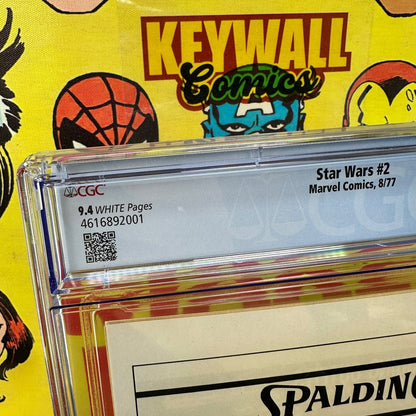 KEYWALL
Comics
CGC
9.4 WHITE Pages
4616892001
Star Wars #2
Marvel Comics, 8/77
CGC
SPALDING